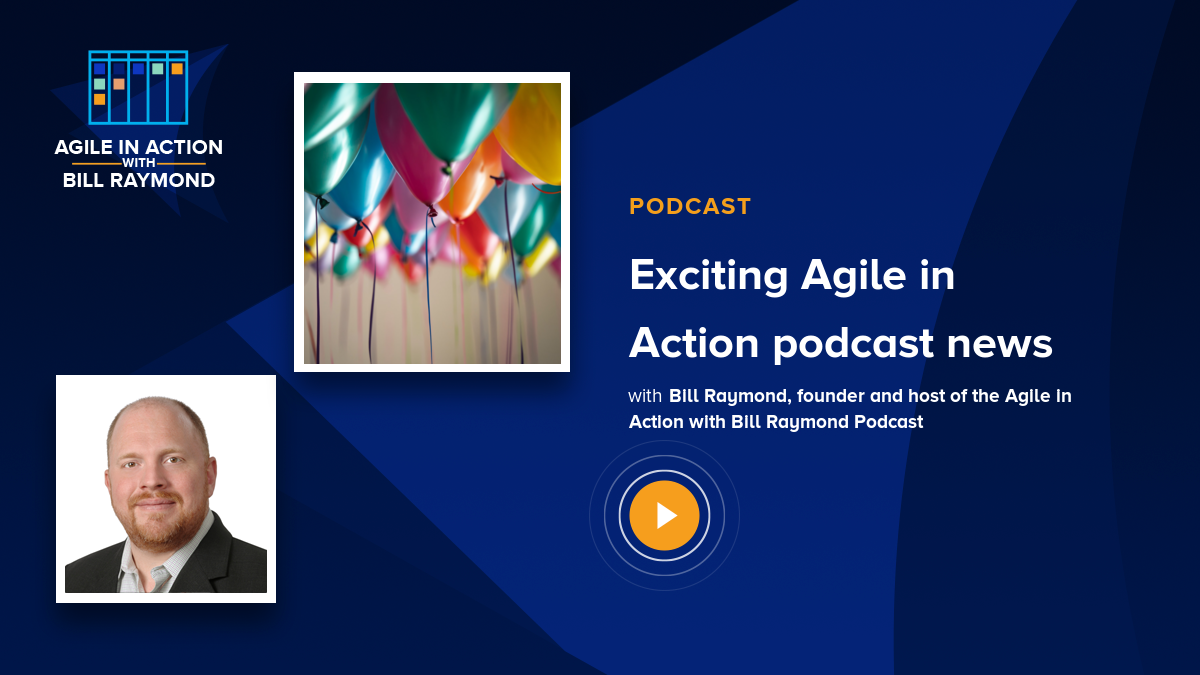 AGILE IN ACTION
WITH
BILL RAYMOND
PODCAST
Exciting Agile in
Action podcast news
with Bill Raymond, founder and host of the Agile in
Action with Bill Raymond Podcast